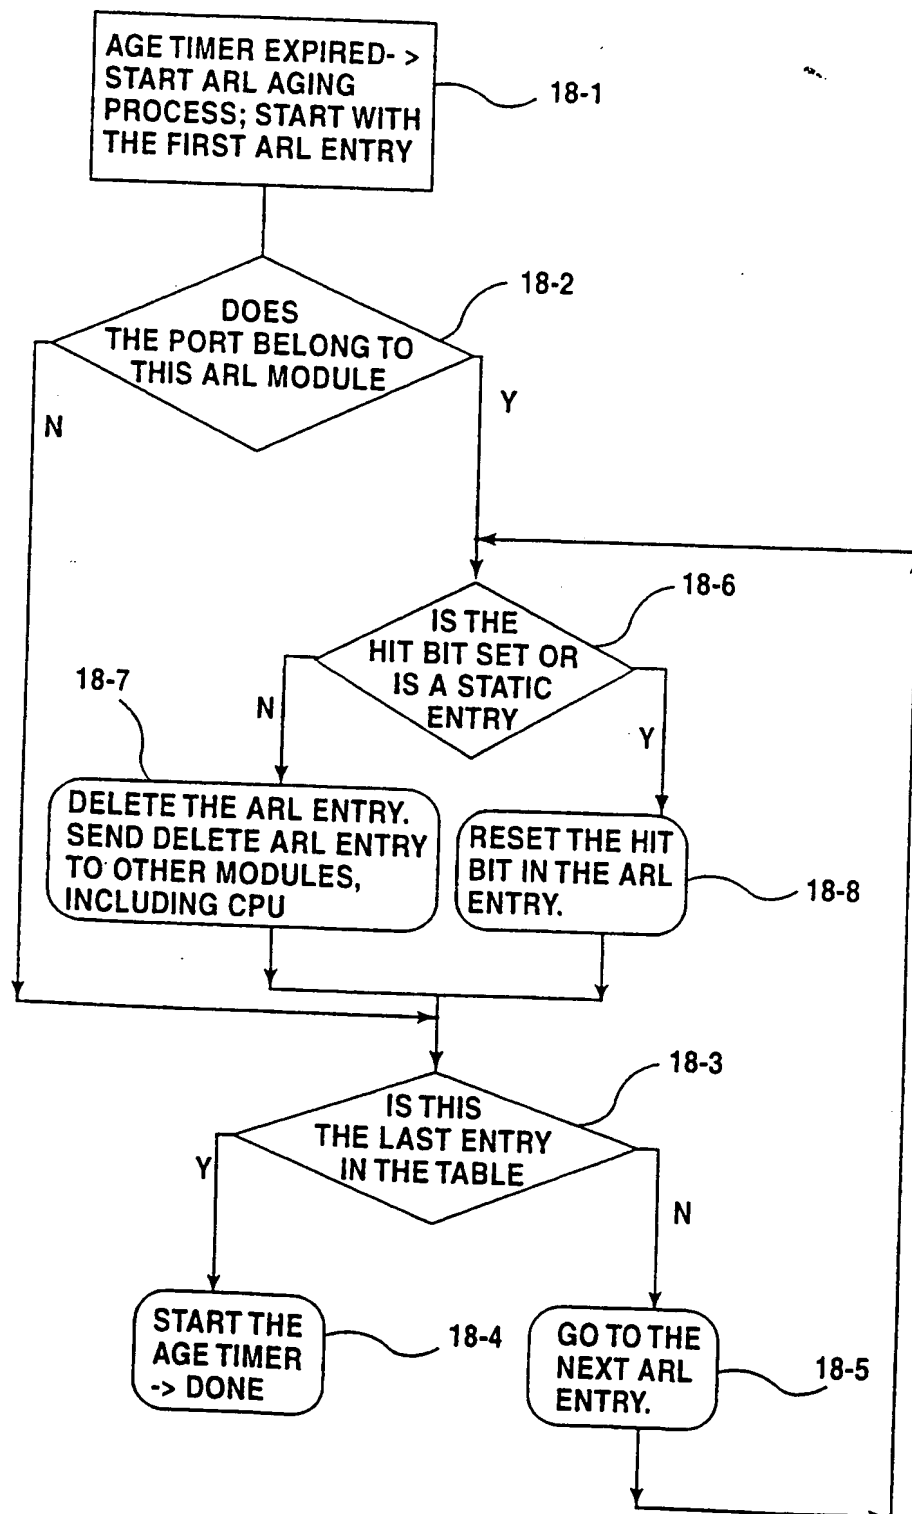 AGE TIMER EXPIRED- >
START ARL AGING
PROCESS; START WITH
THE FIRST ARL ENTRY
18-1
18-2
DOES
THE PORT BELONG TO
THIS ARL MODULE
N
Y
18-6
IS THE
HIT BIT SET OR
IS A STATIC
ENTRY
18-7
N
Y
DELETE THE ARL ENTRY.
SEND DELETE ARL ENTRY
TO OTHER MODULES,
INCLUDING CPU
RESET THE HIT
BIT IN THE ARL
ENTRY.
18-8
18-3
IS THIS
THE LAST ENTRY
IN THE TABLE
Y
N
START THE
AGE TIMER
-> DONE
18-4
GO TO THE
NEXT ARL
ENTRY.
18-5